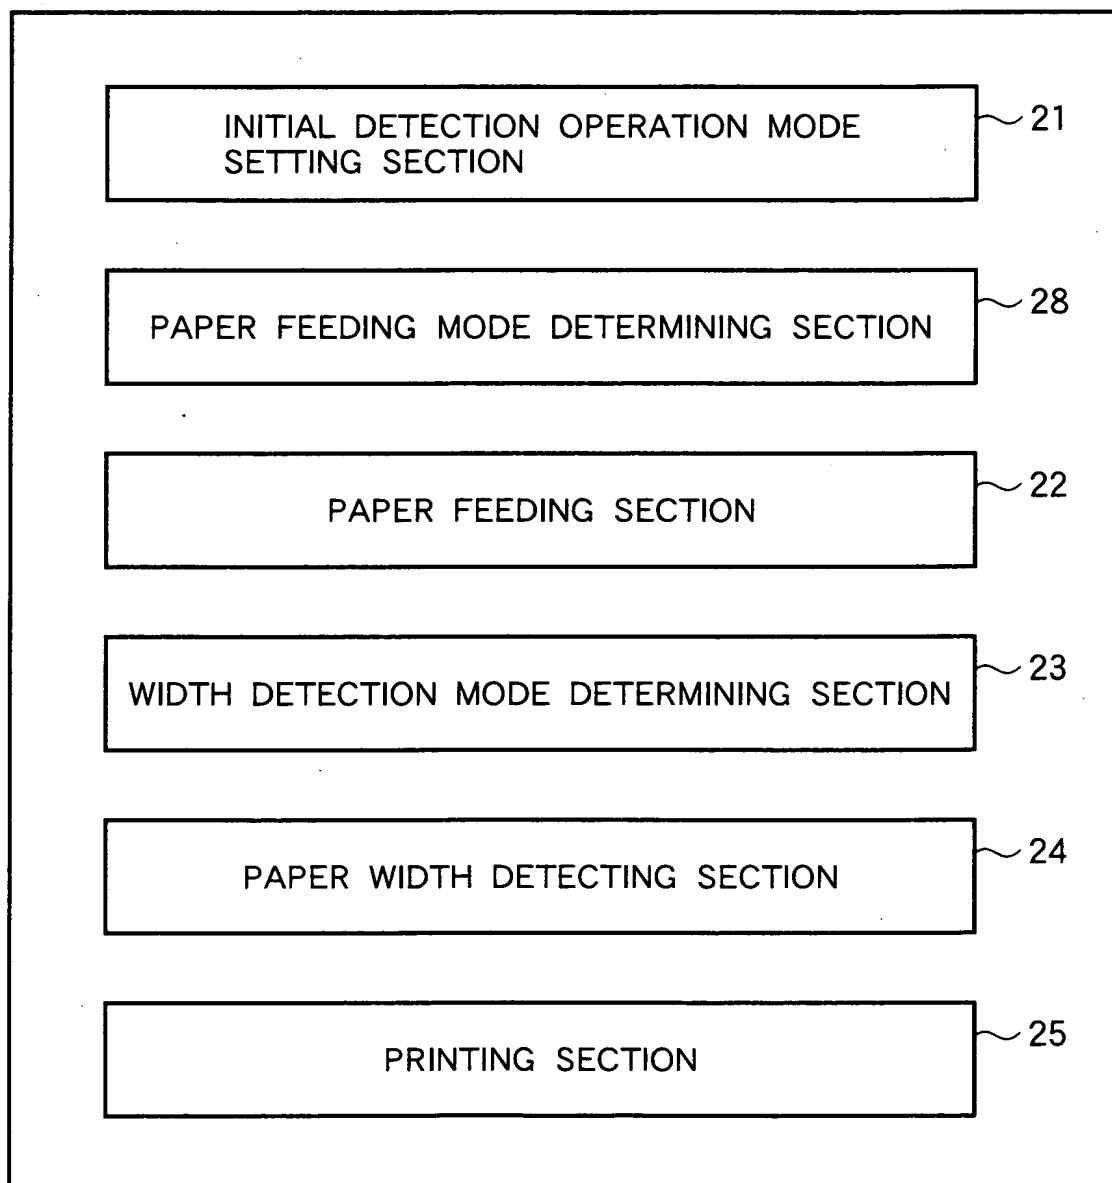 INITIAL DETECTION OPERATION MODE
SETTING SECTION
21
PAPER FEEDING MODE DETERMINING SECTION
28
PAPER FEEDING SECTION
22
WIDTH DETECTION MODE DETERMINING SECTION
23
PAPER WIDTH DETECTING SECTION
24
PRINTING SECTION
25